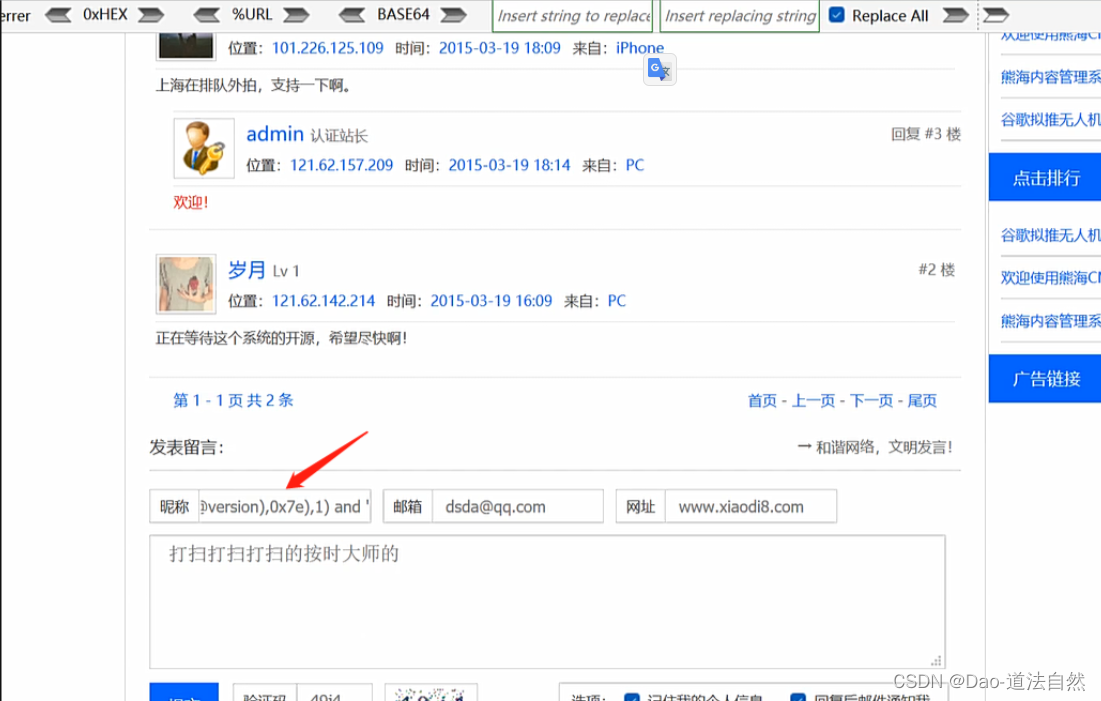 errer 0xHEX %URL BASE64 Insert string to replace Insert replacing string Replace All
位置：101.226.125.109 时间：2015-03-19 18:09 来自：iPhone
上海在排队外拍，支持一下啊。
admin 认证站长 回复 #3 楼
位置：121.62.157.209 时间：2015-03-19 18:14 来自：PC
欢迎！
岁月 Lv 1 #2 楼
位置：121.62.142.214 时间：2015-03-19 16:09 来自：PC
正在等待这个系统的开源，希望尽快啊！
第 1 - 1 页 共 2 条 首页 - 上一页 - 下一页 - 尾页
发表留言： → 和谐网络，文明发言！
昵称 @version),0x7e),1) and ' 邮箱 dsda@qq.com 网址 www.xiaodi8.com
打扫打扫打扫的按时大师的
提交 验证码 选项： 记住我的个人信息 回复后邮件通知我
欢迎使用熊海CM
熊海内容管理系
谷歌拟推无人机
点击排行
谷歌拟推无人机
欢迎使用熊海CM
熊海内容管理系
广告链接
CSDN @Dao-道法自然